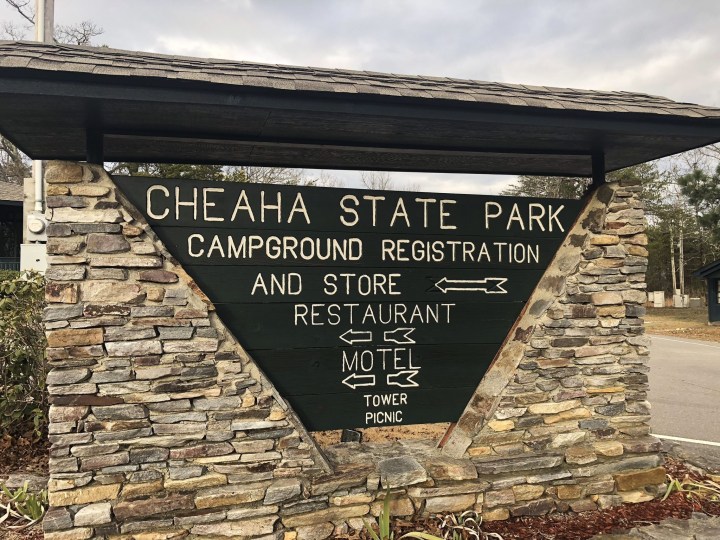 CHEAHA STATE PARK
CAMPGROUND REGISTRATION
AND STORE
RESTAURANT
MOTEL
TOWER
PICNIC